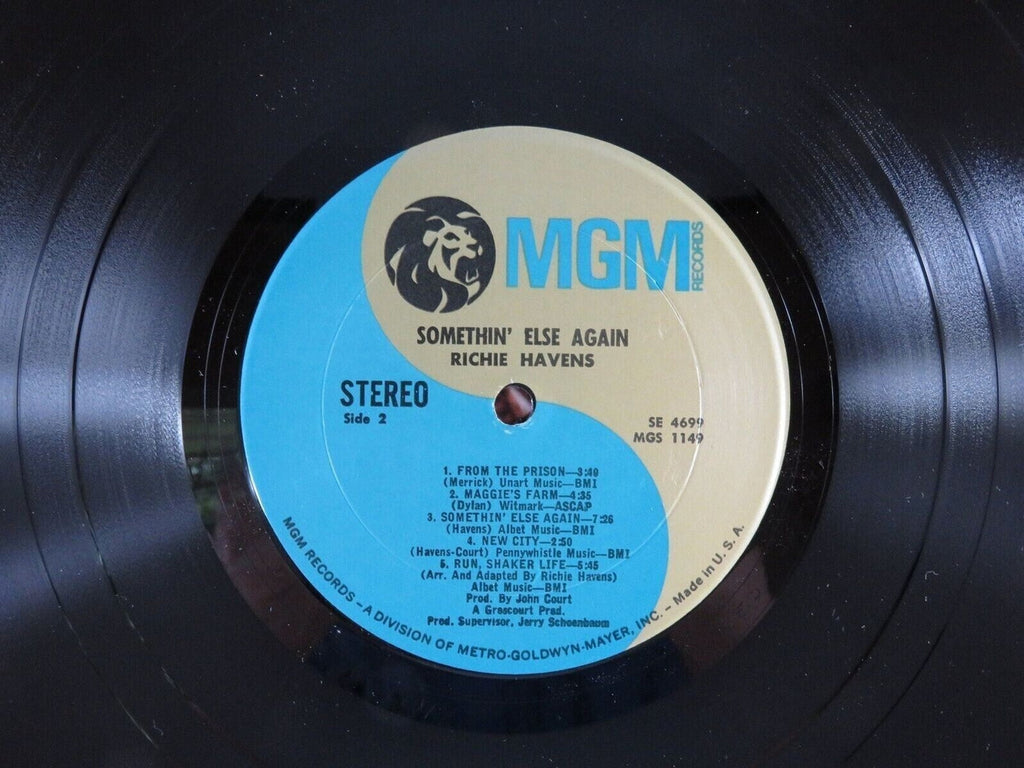 MGM
RECORDS
SOMETHIN' ELSE AGAIN
RICHIE HAVENS
STEREO
Side 2
SE 4699
MGS 1149
1. FROM THE PRISON—3:49
(Merrick) Unart Music—BMI
2. MAGGIE'S FARM—4:35
(Dylan) Witmark—ASCAP
3. SOMETHIN' ELSE AGAIN—7:26
(Havens) Albet Music—BMI
4. NEW CITY—2:50
(Havens-Court) Pennywhistle Music—BMI
5. RUN, SHAKER LIFE—5:45
(Arr. And Adapted By Richie Havens)
Albet Music—BMI
Prod. By John Court
A Groscourt Prod.
Prod. Supervisor, Jerry Schoenbaum
MGM RECORDS – A DIVISION OF METRO-GOLDWYN-MAYER, INC. – Made in U. S. A.